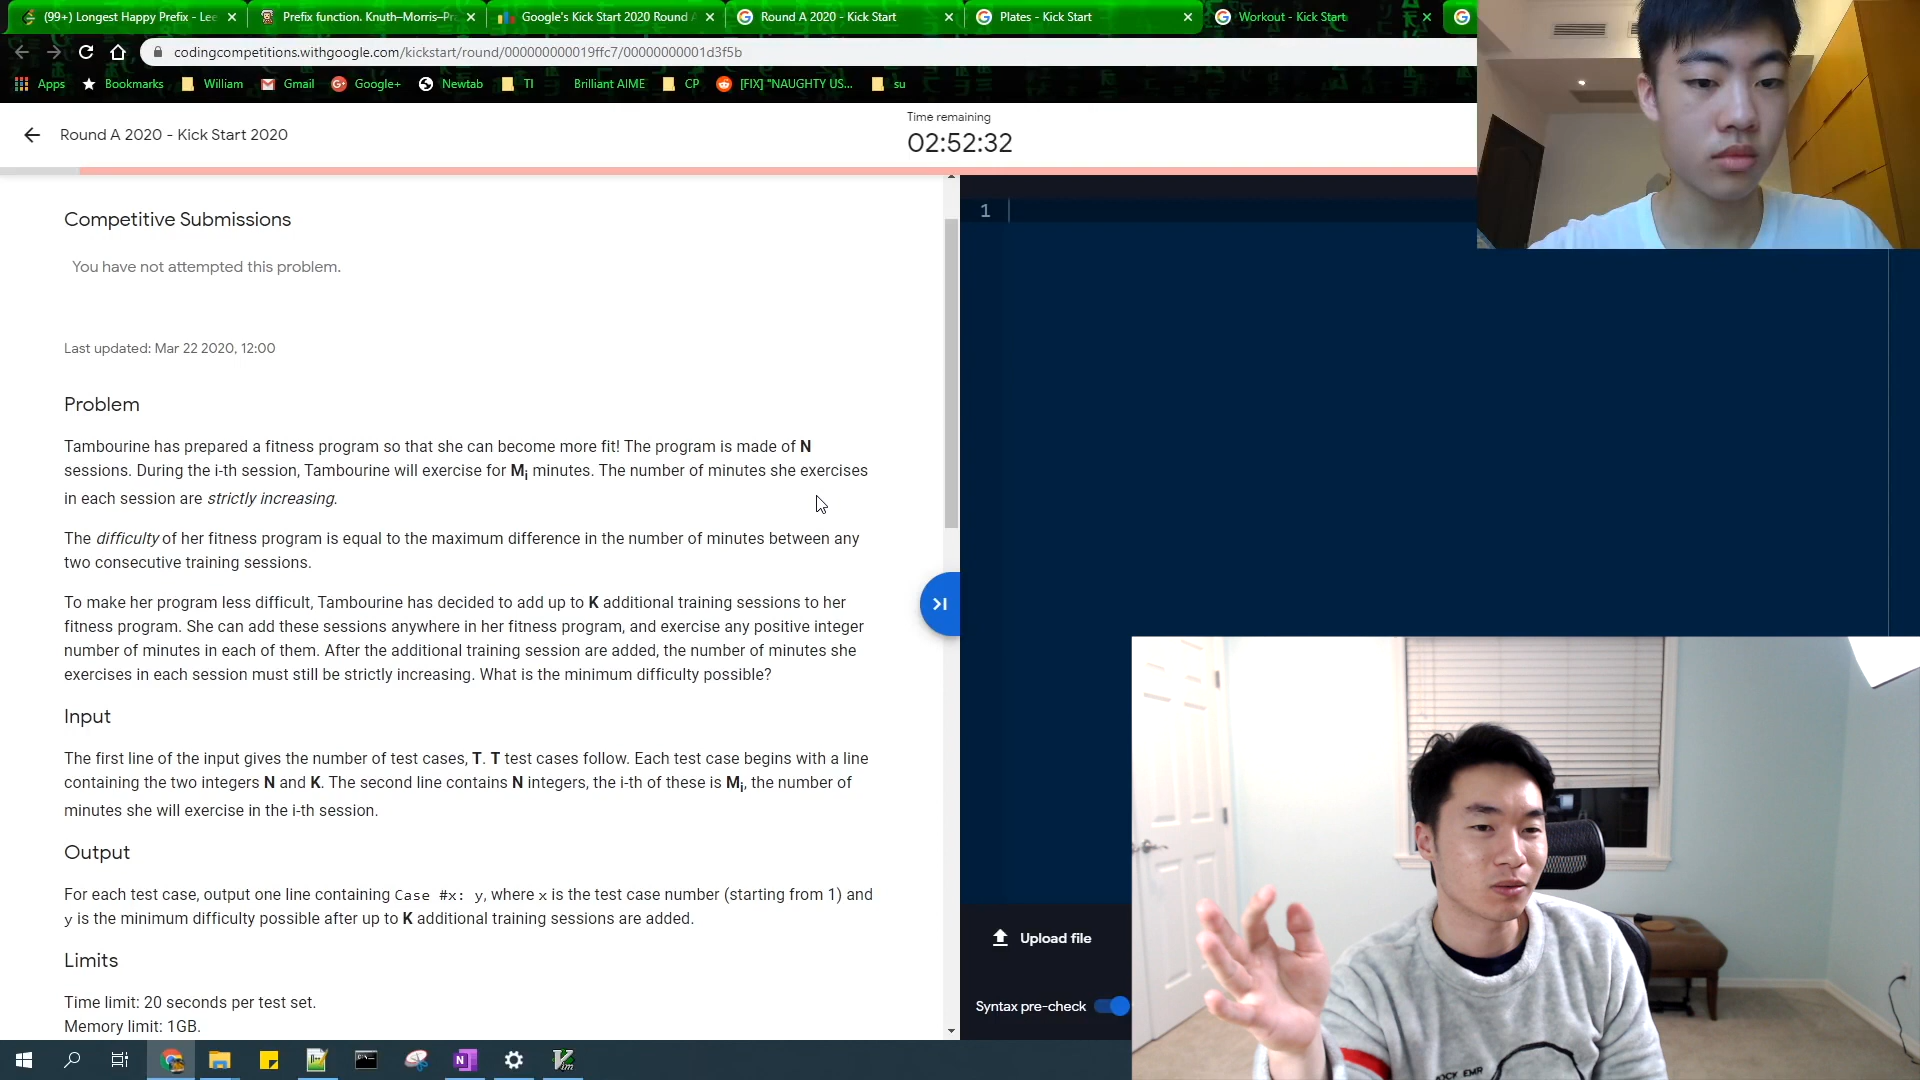 (99+) Longest Happy Prefix - Lee
Prefix function. Knuth–Morris–Pr
Google's Kick Start 2020 Round A
Round A 2020 - Kick Start
Plates - Kick Start
Workout - Kick Start
codingcompetitions.withgoogle.com/kickstart/round/000000000019ffc7/00000000001d3f5b
Apps
Bookmarks
William
Gmail
Google+
Newtab
TI
Brilliant AIME
CP
[FIX] "NAUGHTY US...
su
Round A 2020 - Kick Start 2020
Time remaining
02:52:32
Competitive Submissions
You have not attempted this problem.
Last updated: Mar 22 2020, 12:00
Problem
Tambourine has prepared a fitness program so that she can become more fit! The program is made of N
sessions. During the i-th session, Tambourine will exercise for Mi minutes. The number of minutes she exercises
in each session are strictly increasing.
The difficulty of her fitness program is equal to the maximum difference in the number of minutes between any
two consecutive training sessions.
To make her program less difficult, Tambourine has decided to add up to K additional training sessions to her
fitness program. She can add these sessions anywhere in her fitness program, and exercise any positive integer
number of minutes in each of them. After the additional training session are added, the number of minutes she
exercises in each session must still be strictly increasing. What is the minimum difficulty possible?
Input
The first line of the input gives the number of test cases, T. T test cases follow. Each test case begins with a line
containing the two integers N and K. The second line contains N integers, the i-th of these is Mi, the number of
minutes she will exercise in the i-th session.
Output
For each test case, output one line containing Case #x: y, where x is the test case number (starting from 1) and
y is the minimum difficulty possible after up to K additional training sessions are added.
Limits
Time limit: 20 seconds per test set.
Memory limit: 1GB.
1
Upload file
Syntax pre-check